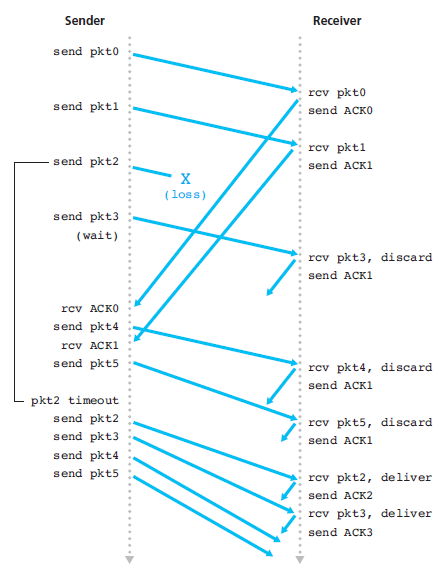 Sender
Receiver
send pkt0
rcv pkt0
send ACK0
send pkt1
rcv pkt1
send ACK1
send pkt2
X
(loss)
send pkt3
(wait)
rcv pkt3, discard
send ACK1
rcv ACK0
send pkt4
rcv ACK1
send pkt5
rcv pkt4, discard
send ACK1
pkt2 timeout
send pkt2
send pkt3
send pkt4
send pkt5
rcv pkt5, discard
send ACK1
rcv pkt2, deliver
send ACK2
rcv pkt3, deliver
send ACK3